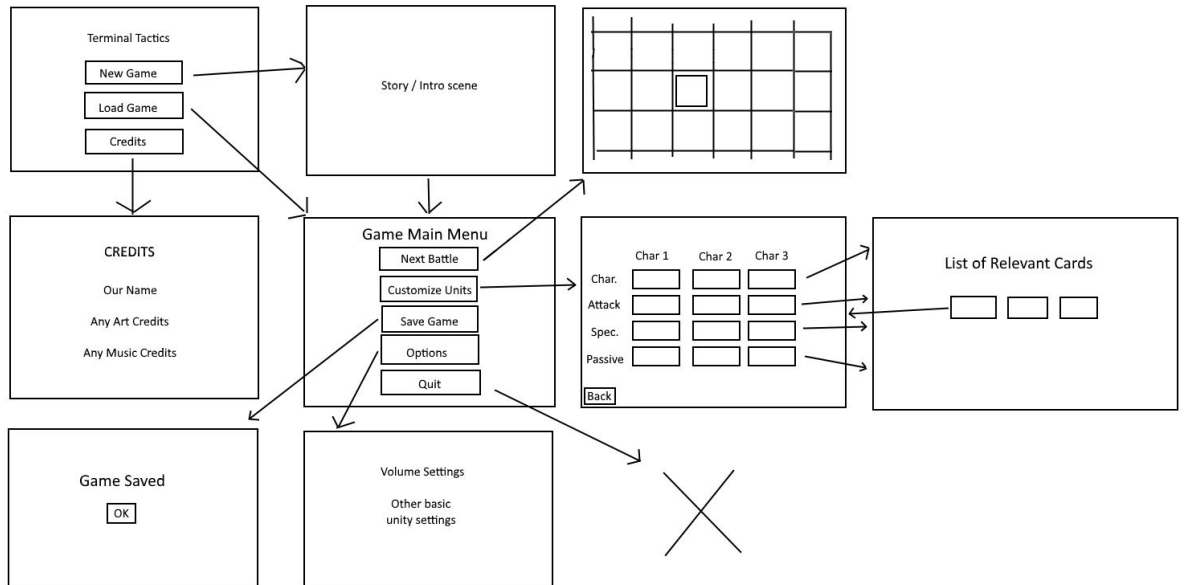 Terminal Tactics
New Game
Load Game
Credits
Story / Intro scene
CREDITS
Our Name
Any Art Credits
Any Music Credits
Game Main Menu
Next Battle
Customize Units
Save Game
Options
Quit
Char 1 Char 2 Char 3
Char.
Attack
Spec.
Passive
Back
List of Relevant Cards
Game Saved
OK
Volume Settings
Other basic
unity settings